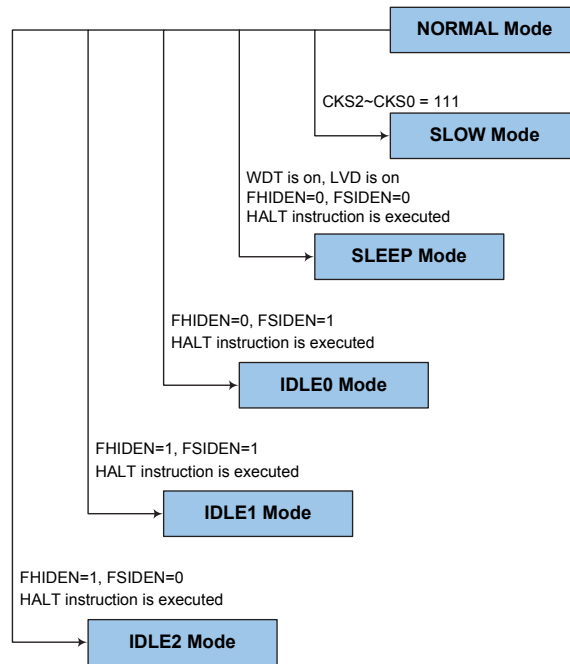 NORMAL Mode
CKS2~CKS0 = 111
SLOW Mode
WDT is on, LVD is on
FHIDEN=0, FSIDEN=0
HALT instruction is executed
SLEEP Mode
FHIDEN=0, FSIDEN=1
HALT instruction is executed
IDLE0 Mode
FHIDEN=1, FSIDEN=1
HALT instruction is executed
IDLE1 Mode
FHIDEN=1, FSIDEN=0
HALT instruction is executed
IDLE2 Mode